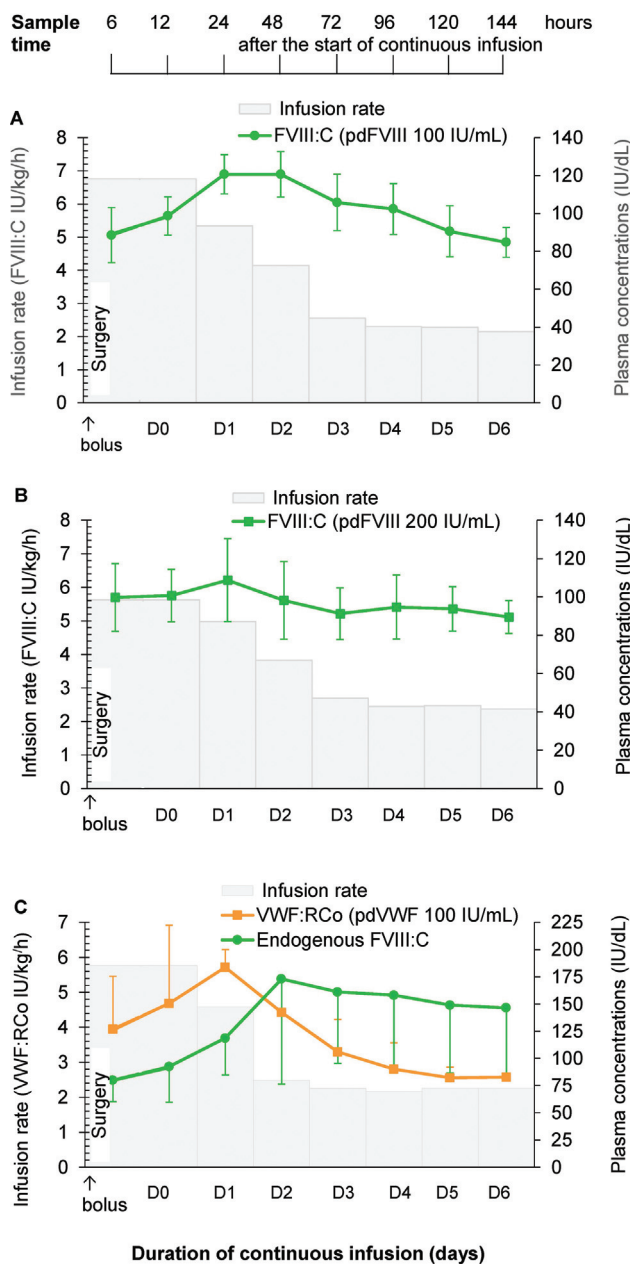 Sample time 6 12 24 48 72 96 120 144 hours
after the start of continuous infusion
A
Infusion rate
FVIII:C (pdFVIII 100 IU/mL)
Infusion rate (FVIII:C IU/kg/h)
8 7 6 5 4 3 2 1 0
Surgery
140 120 100 80 60 40 20 0
Plasma concentrations (IU/dL)
↑ bolus D0 D1 D2 D3 D4 D5 D6
B
Infusion rate
FVIII:C (pdFVIII 200 IU/mL)
Infusion rate (FVIII:C IU/kg/h)
8 7 6 5 4 3 2 1 0
Surgery
140 120 100 80 60 40 20 0
Plasma concentrations (IU/dL)
↑ bolus D0 D1 D2 D3 D4 D5 D6
C
Infusion rate
VWF:RCo (pdVWF 100 IU/mL)
Endogenous FVIII:C
Infusion rate (VWF:RCo IU/kg/h)
7 6 5 4 3 2 1 0
Surgery
225 200 175 150 125 100 75 50 25 0
Plasma concentrations (IU/dL)
↑ bolus D0 D1 D2 D3 D4 D5 D6
Duration of continuous infusion (days)